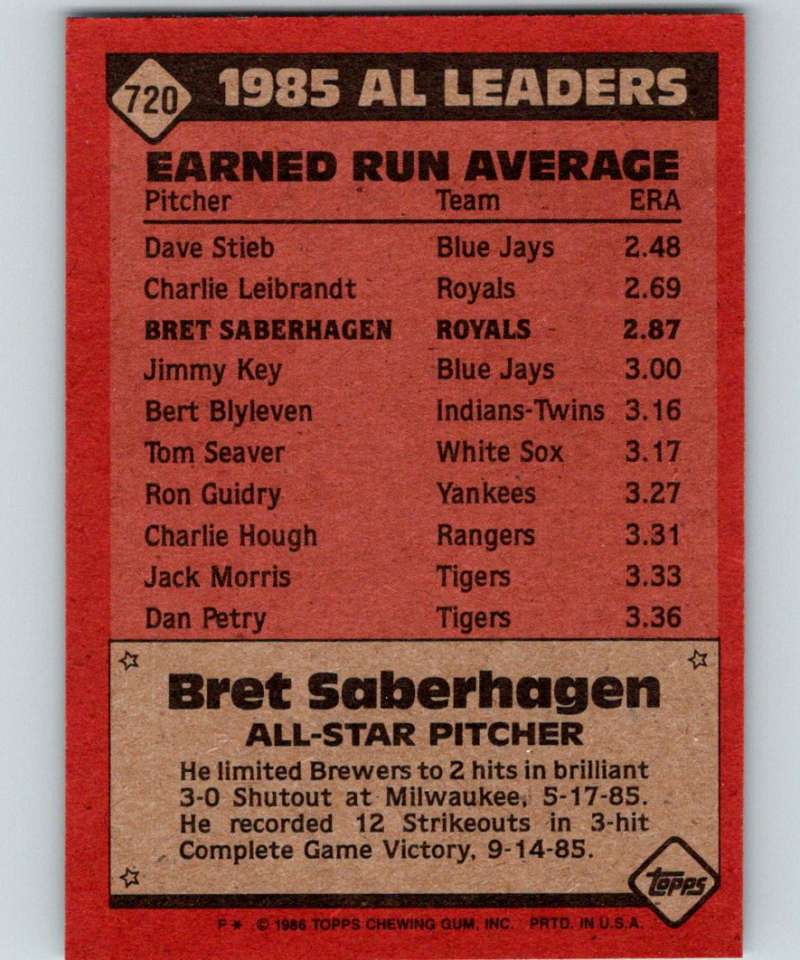 720 1985 AL LEADERS
EARNED RUN AVERAGE
Pitcher Team ERA
Dave Stieb Blue Jays 2.48
Charlie Leibrandt Royals 2.69
BRET SABERHAGEN ROYALS 2.87
Jimmy Key Blue Jays 3.00
Bert Blyleven Indians-Twins 3.16
Tom Seaver White Sox 3.17
Ron Guidry Yankees 3.27
Charlie Hough Rangers 3.31
Jack Morris Tigers 3.33
Dan Petry Tigers 3.36
Bret Saberhagen
ALL-STAR PITCHER
He limited Brewers to 2 hits in brilliant
3-0 Shutout at Milwaukee, 5-17-85.
He recorded 12 Strikeouts in 3-hit
Complete Game Victory, 9-14-85.
topps
F * © 1986 TOPPS CHEWING GUM, INC. PRTD. IN U.S.A.